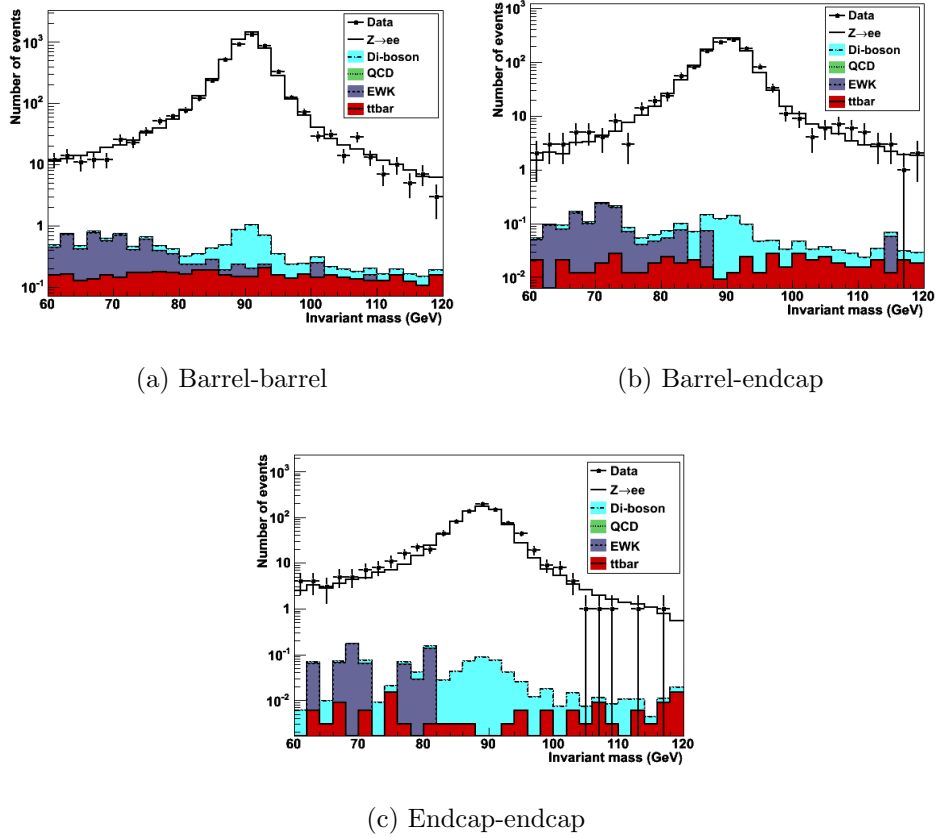 Number of events
10³
10²
10
1
10⁻¹
60 70 80 90 100 110 120
Invariant mass (GeV)
Data
Z→ee
Di-boson
QCD
EWK
ttbar
(a) Barrel-barrel
Number of events
10³
10²
10
1
10⁻¹
10⁻²
60 70 80 90 100 110 120
Invariant mass (GeV)
Data
Z→ee
Di-boson
QCD
EWK
ttbar
(b) Barrel-endcap
Number of events
10³
10²
10
1
10⁻¹
10⁻²
60 70 80 90 100 110 120
Invariant mass (GeV)
Data
Z→ee
Di-boson
QCD
EWK
ttbar
(c) Endcap-endcap